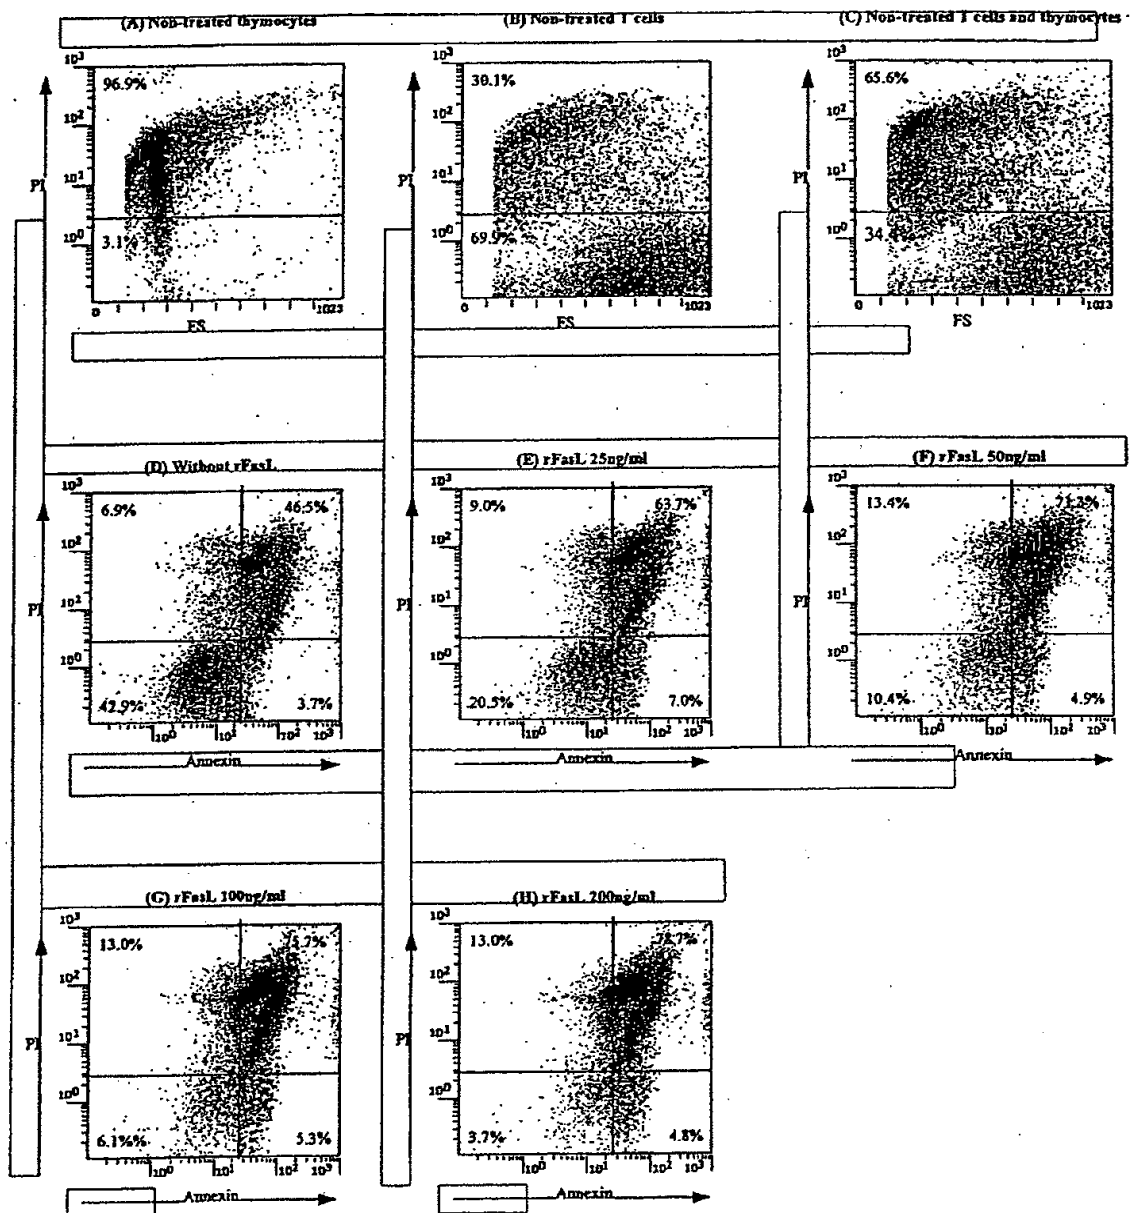 (A) Non-treated thymocytes
(B) Non-treated T cells
(C) Non-treated T cells and thymocytes
10³ 96.9% 10² PI 10¹ 10⁰ 3.1% 0 1023 FS
10³ 30.1% 10² PI 10¹ 10⁰ 69.9% 0 1023 FS
10³ 65.6% 10² PI 10¹ 10⁰ 0 1023 FS
(D) Without rFasL
(E) rFasL 25ng/ml
(F) rFasL 50ng/ml
10³ 6.9% 46.5% 10² PI 10¹ 10⁰ 42.9% 3.7% 10⁰ 10¹ 10² 10³
Annexin
10³ 9.0% 63.7% 10² PI 10¹ 10⁰ 20.5% 7.0% 10⁰ 10¹ 10² 10³
Annexin
10³ 13.4% 71.3% 10² PI 10¹ 10⁰ 10.4% 4.9% 10⁰ 10¹ 10² 10³
Annexin
(G) rFasL 100ng/ml
(H) rFasL 200ng/ml
10³ 13.0% 10² PI 10¹ 10⁰ 6.1%% 5.3% 10⁰ 10¹ 10² 10³
Annexin
10³ 13.0% 10² PI 10¹ 10⁰ 3.7% 4.8% 10⁰ 10¹ 10² 10³
Annexin